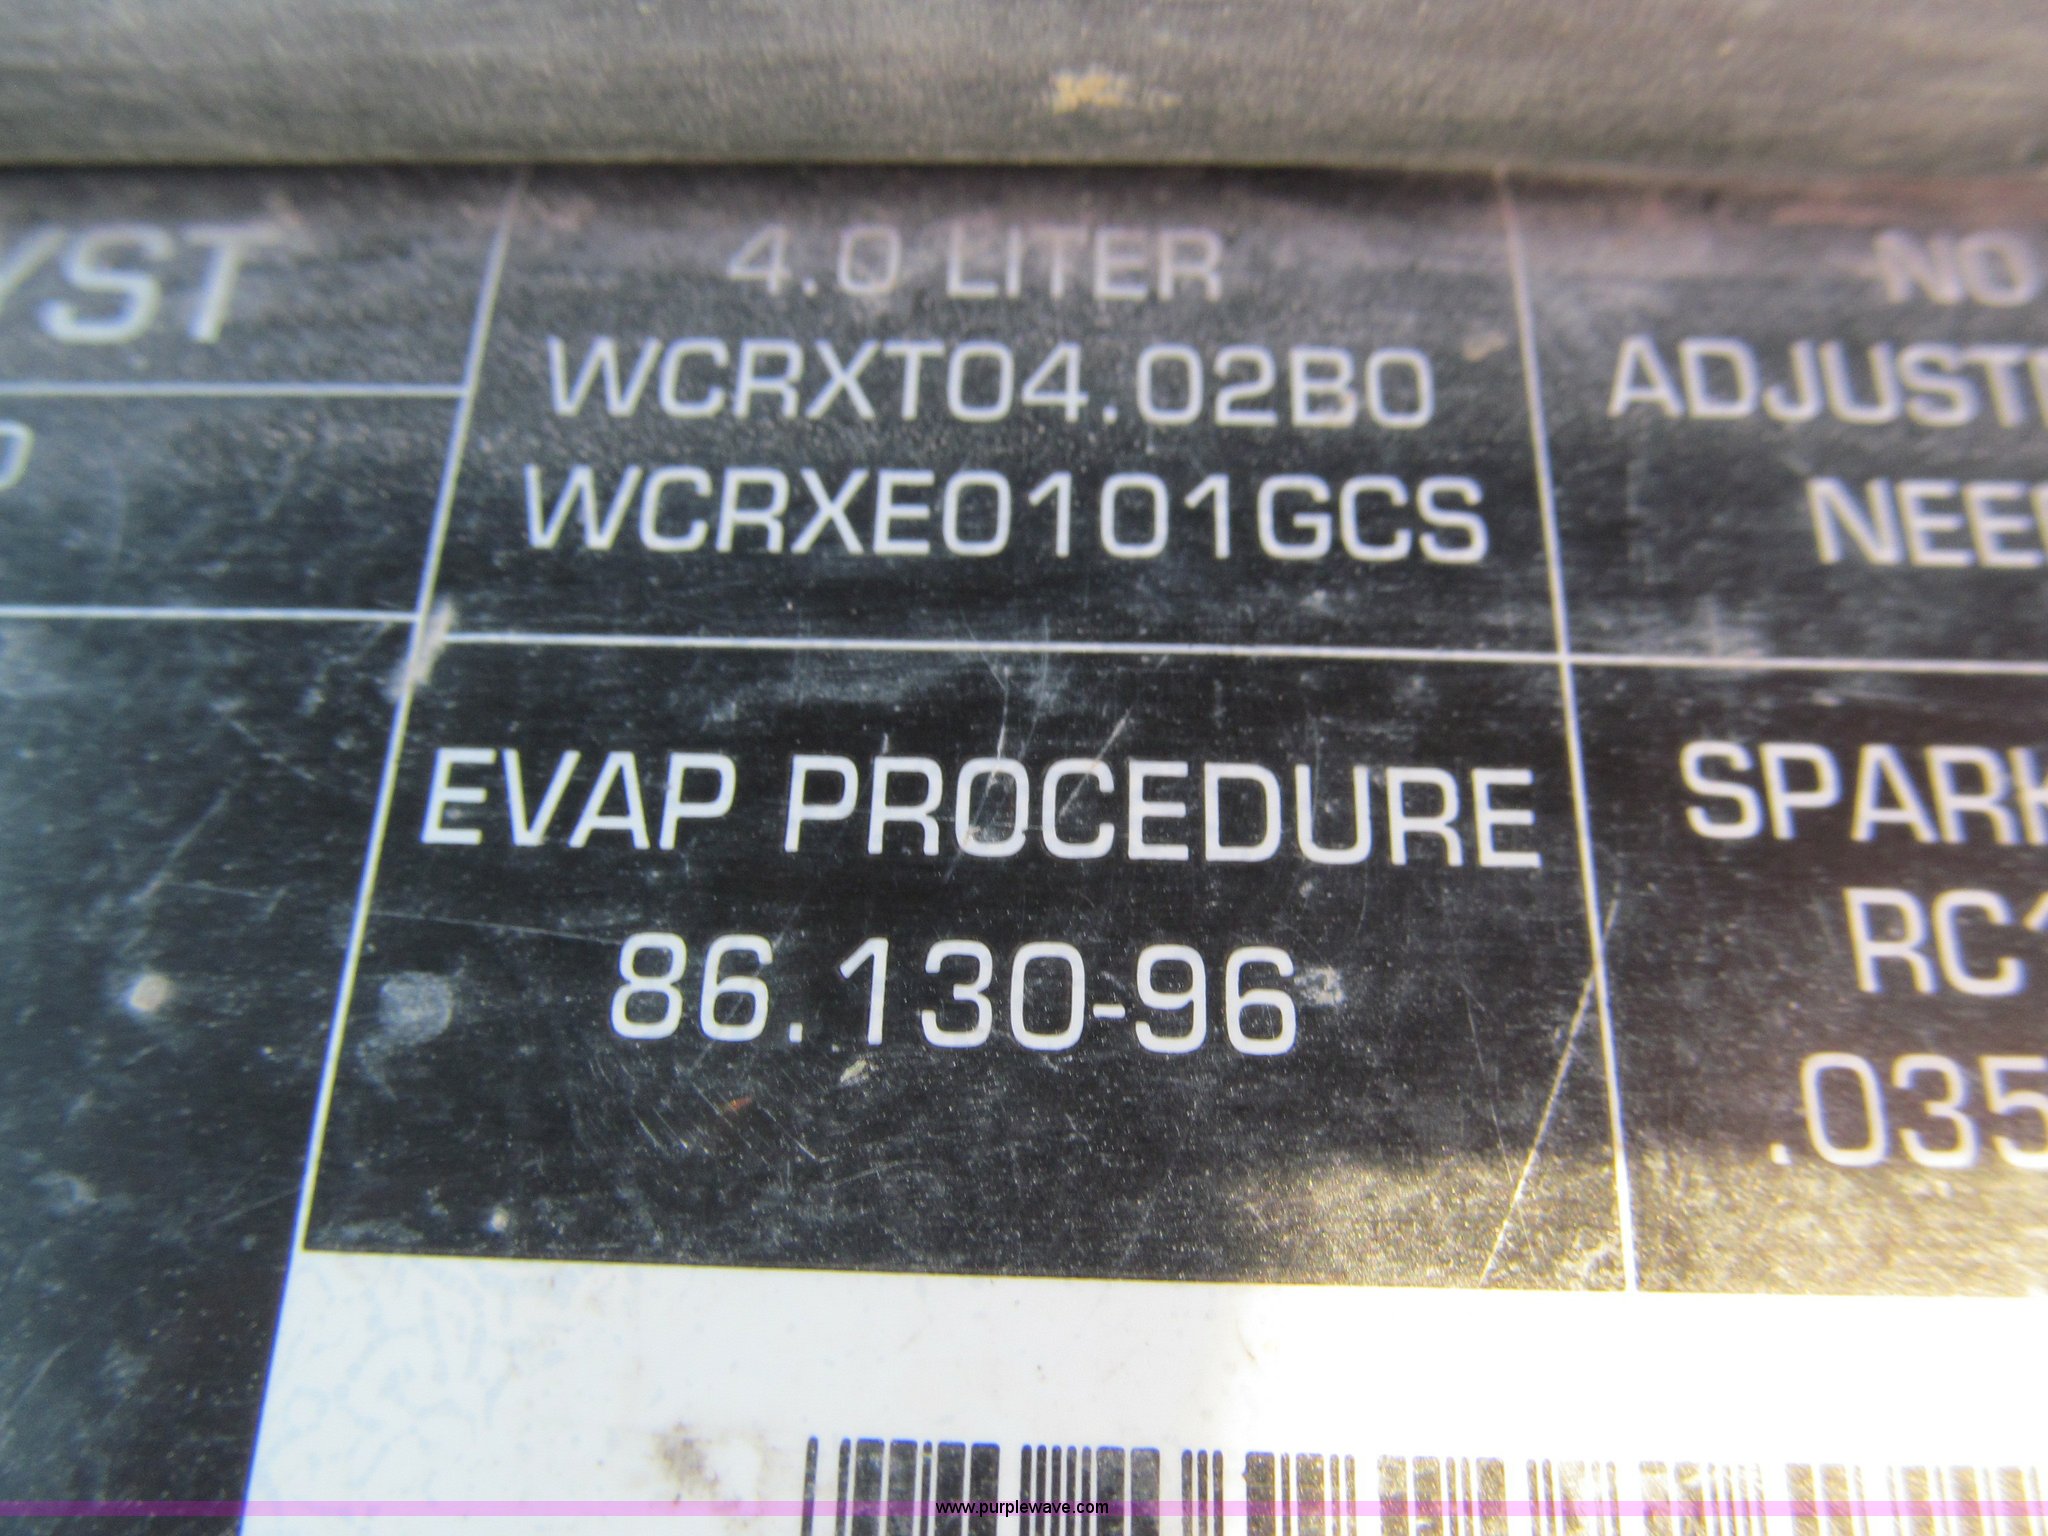 YST
4.0 LITER
WCRXT04.02B0
WCRXE0101GCS
NO
ADJUST
NEE
EVAP PROCEDURE
86.130-96
SPARK
RC1
.035
www.purplewave.com